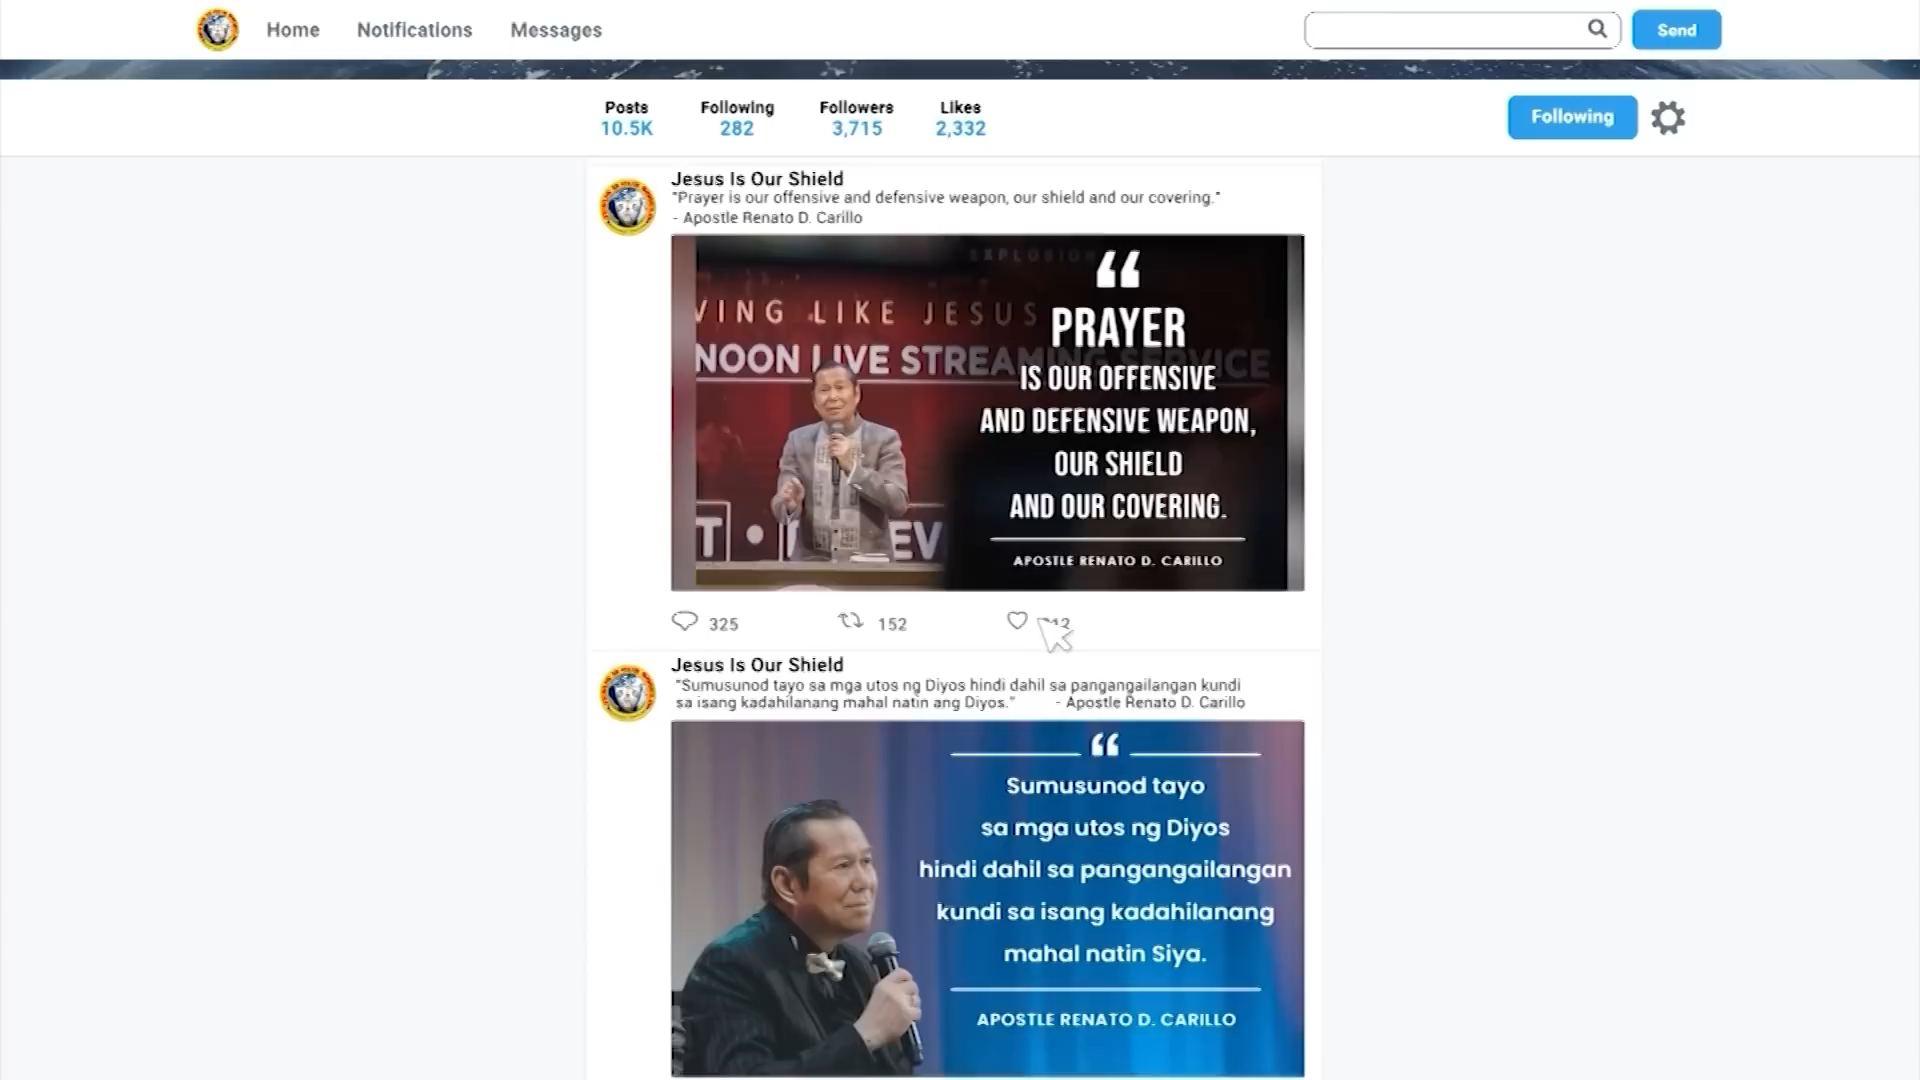 Home Notifications Messages
Send
Posts Following Followers Likes
10.5K 282 3,715 2,332
Following
Jesus Is Our Shield
"Prayer is our offensive and defensive weapon, our shield and our covering."
- Apostle Renato D. Carillo
EXPLOSION
VING LIKE JESUS
NOON LIVE STREAMING SERVICE
“
PRAYER
IS OUR OFFENSIVE
AND DEFENSIVE WEAPON,
OUR SHIELD
AND OUR COVERING.
APOSTLE RENATO D. CARILLO
325 152
Jesus Is Our Shield
"Sumusunod tayo sa mga utos ng Diyos hindi dahil sa pangangailangan kundi
sa isang kadahilanang mahal natin ang Diyos." - Apostle Renato D. Carillo
“
Sumusunod tayo
sa mga utos ng Diyos
hindi dahil sa pangangailangan
kundi sa isang kadahilanang
mahal natin Siya.
APOSTLE RENATO D. CARILLO